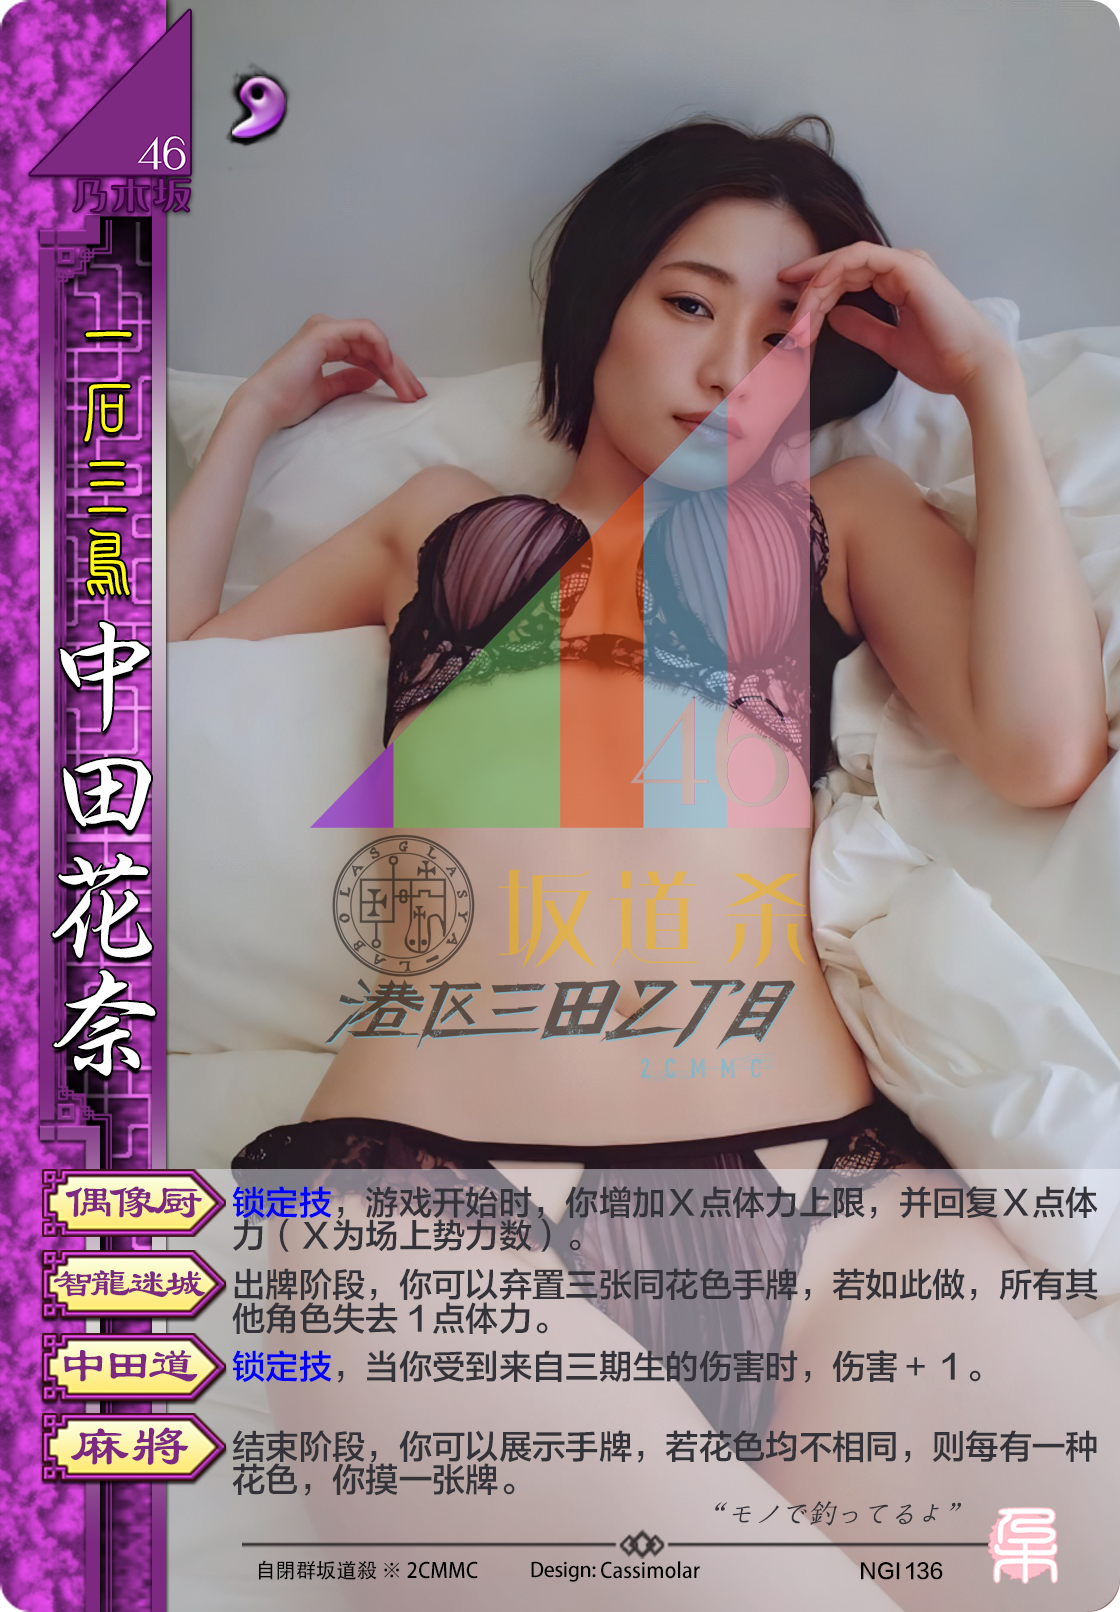 46
乃木坂
一石三鳥
中田花奈
46
GLASYA-LABOLAS
坂道杀
港区三田乙丁目
2CMMC
偶像厨
锁定技，游戏开始时，你增加X点体力上限，并回复X点体
力（X为场上势力数）。
智龍迷城
出牌阶段，你可以弃置三张同花色手牌，若如此做，所有其
他角色失去1点体力。
中田道
锁定技，当你受到来自三期生的伤害时，伤害+1。
麻將
结束阶段，你可以展示手牌，若花色均不相同，则每有一种
花色，你摸一张牌。
“モノで釣ってるよ”
自閉群坂道殺 ※ 2CMMC
Design: Cassimolar
NGI 136